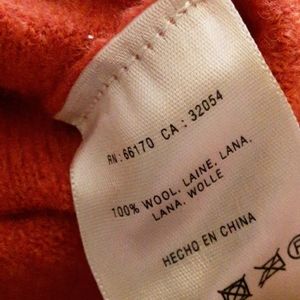 RN: 66170 CA: 32054
100% WOOL, LAINE, LANA,
LANA, WOLLE
HECHO EN CHINA
P